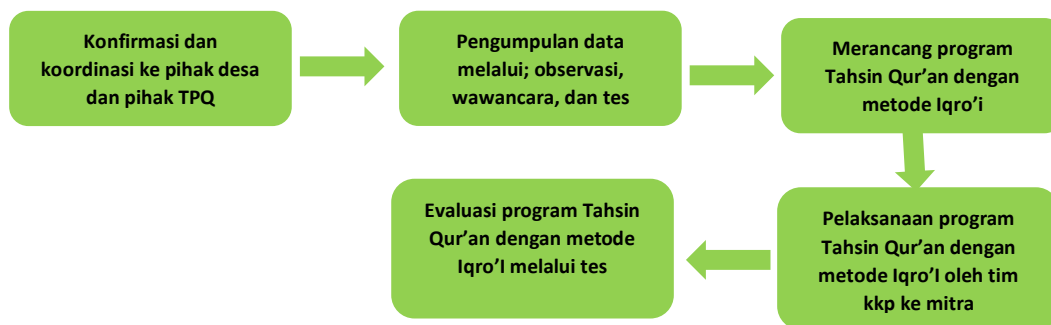 Konfirmasi dan
koordinasi ke pihak desa
dan pihak TPQ
Pengumpulan data
melalui; observasi,
wawancara, dan tes
Merancang program
Tahsin Qur’an dengan
metode Iqro’i
Pelaksanaan program
Tahsin Qur’an dengan
metode Iqro’I oleh tim
kkp ke mitra
Evaluasi program Tahsin
Qur’an dengan metode
Iqro’I melalui tes